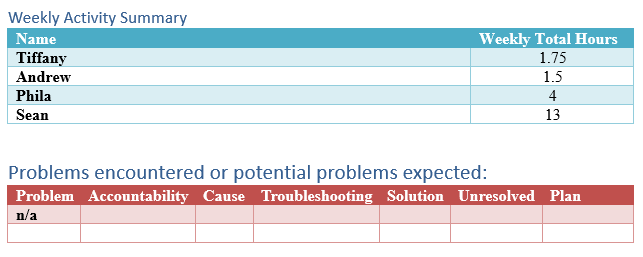 Weekly Activity Summary
Name Weekly Total Hours
Tiffany 1.75
Andrew 1.5
Phila 4
Sean 13
Problems encountered or potential problems expected:
Problem Accountability Cause Troubleshooting Solution Unresolved Plan
n/a